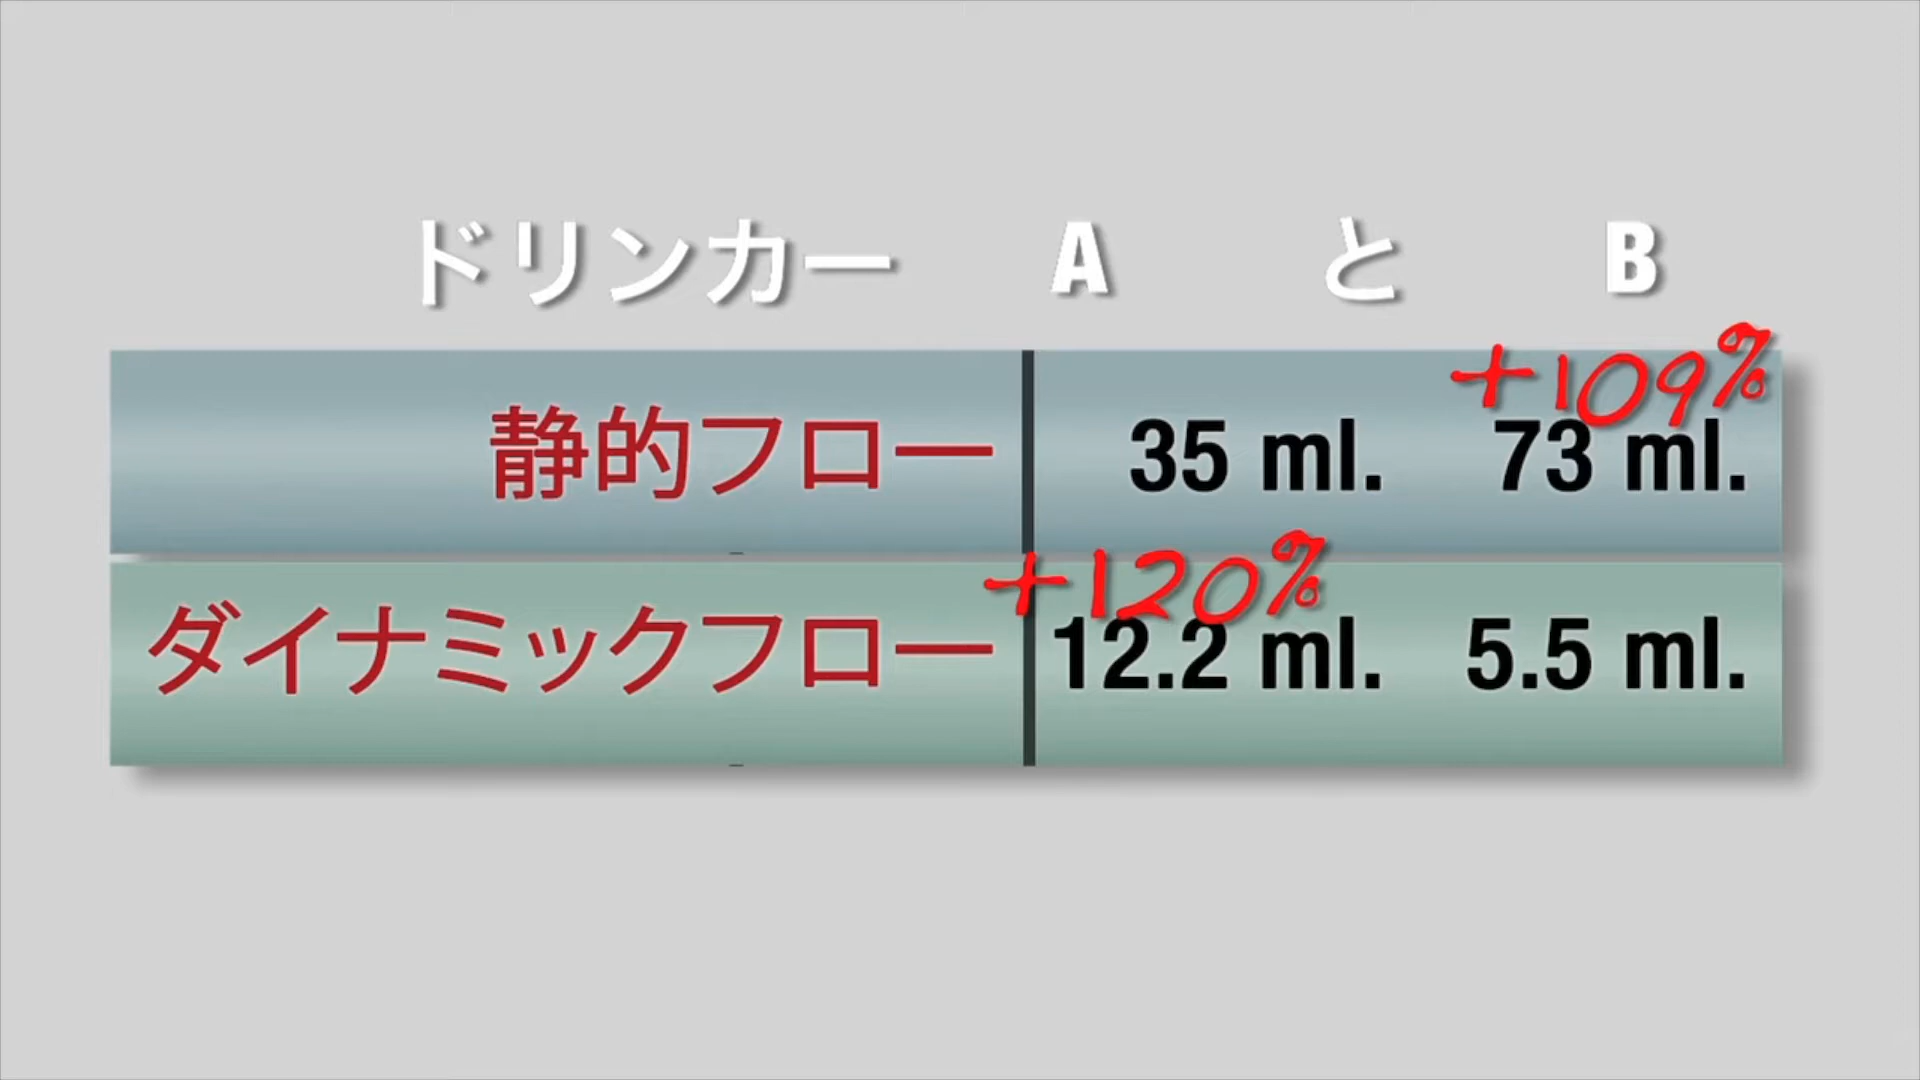 ドリンカー A と B
+109%
静的フロー 35 ml. 73 ml.
+120%
ダイナミックフロー 12.2 ml. 5.5 ml.